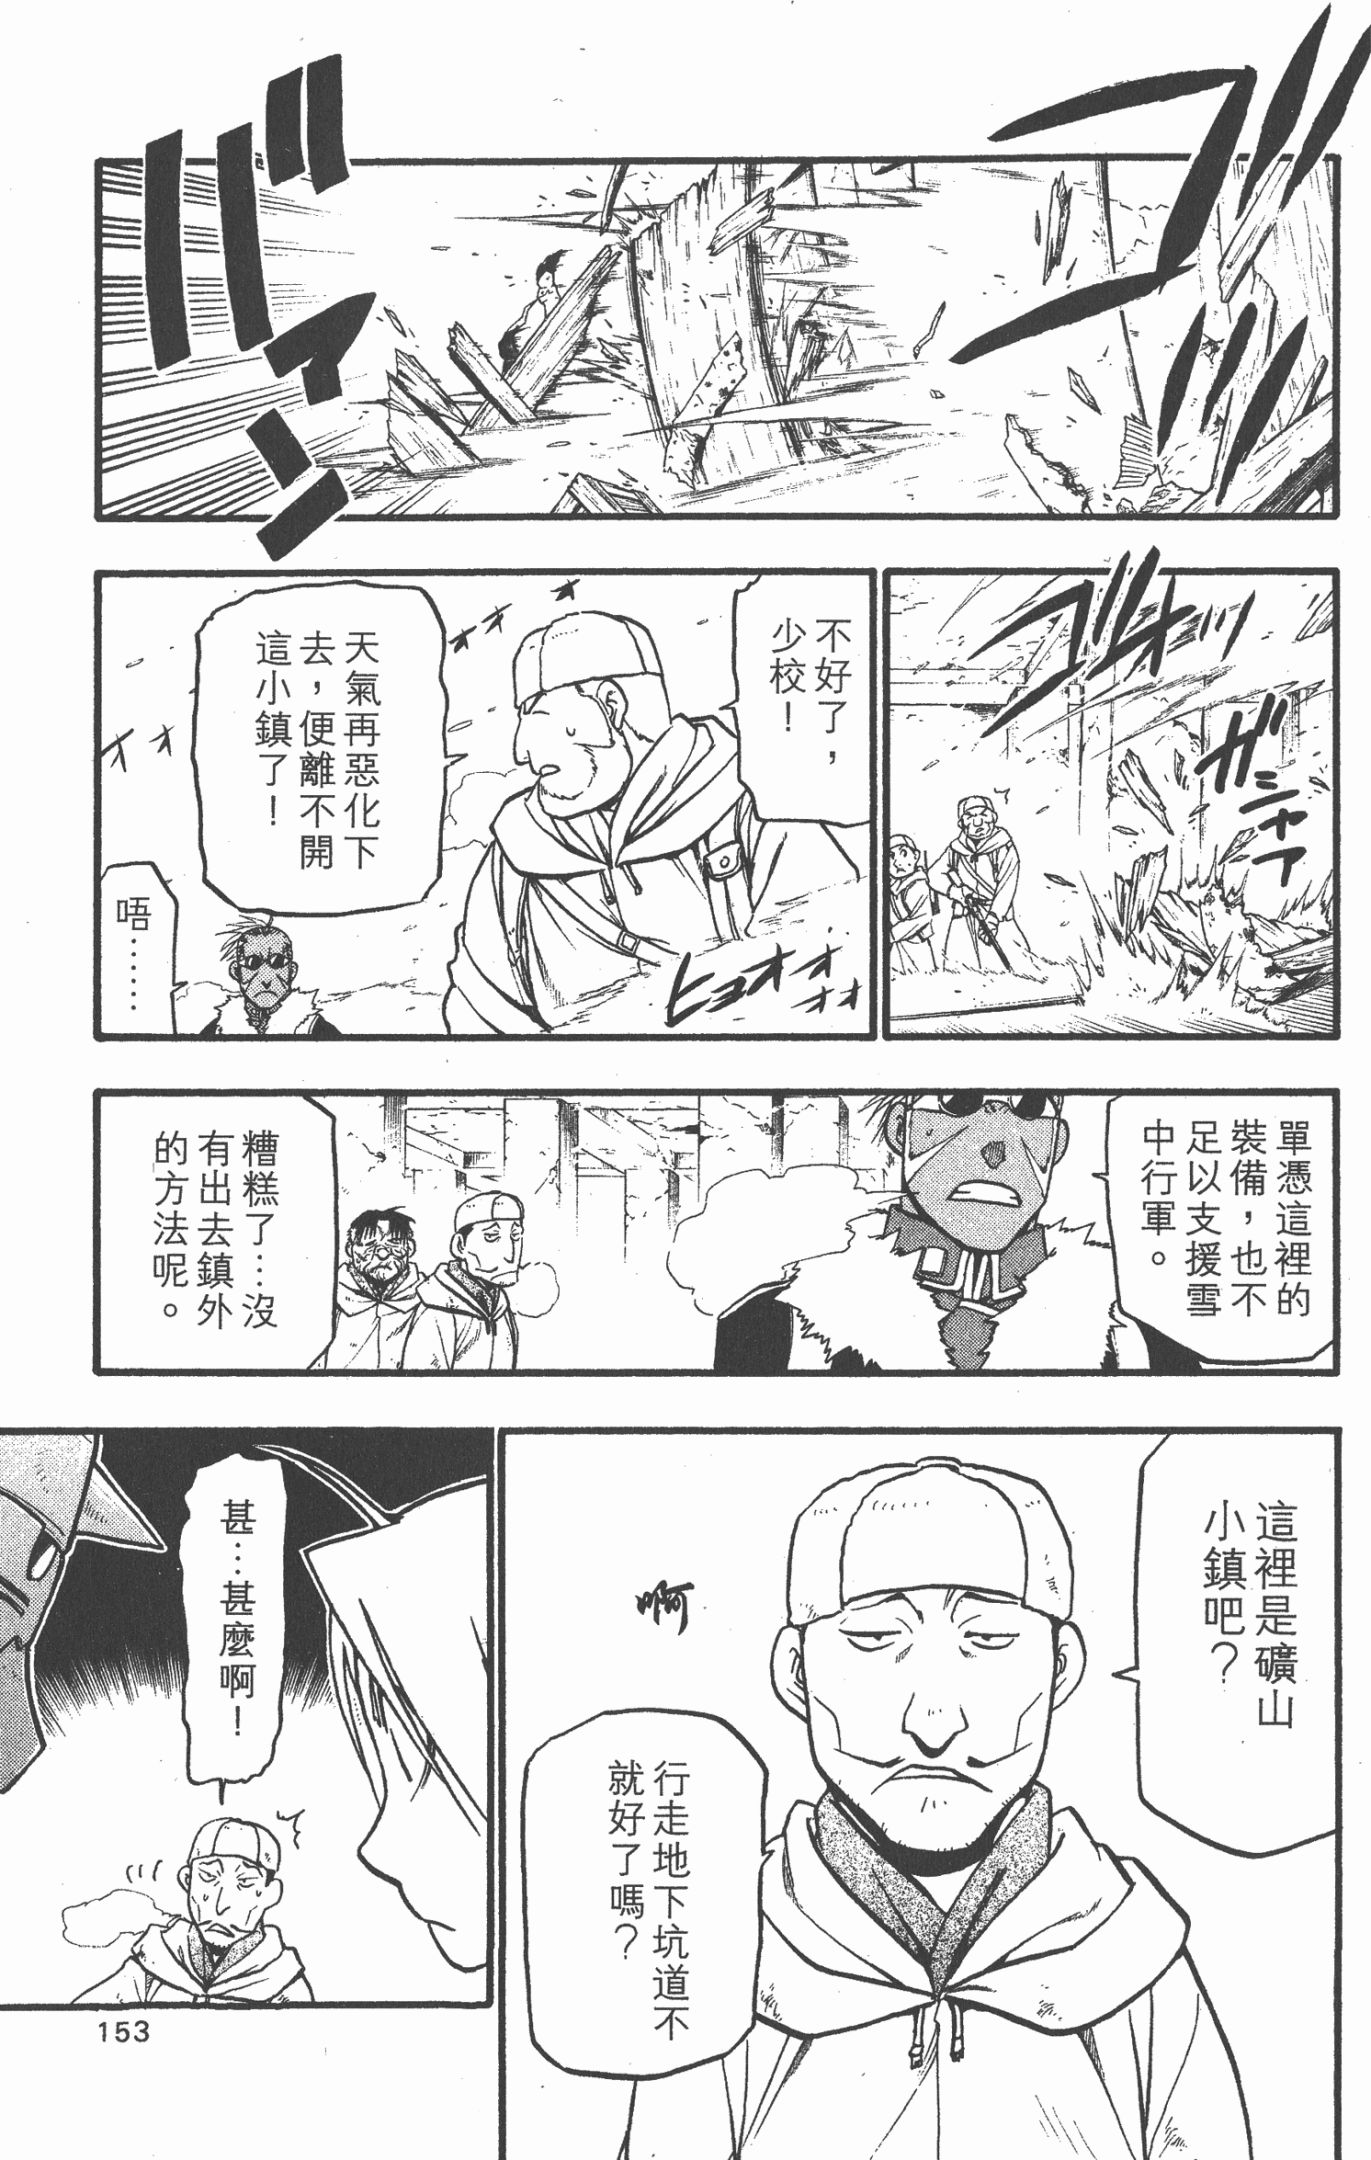 ブオッ
ガシャア
不好了，
少校！
天氣再惡化下
去，便離不開
這小鎮了！
オオ
ヒョオオオオ
唔……
單憑這裡的
裝備，也不
足以支援雪
中行軍。
糟糕了…沒
有出去鎮外
的方法呢。
這裡是礦山
小鎮吧？
啊
行走地下坑道不
就好了嗎？
甚…甚麼啊！
153